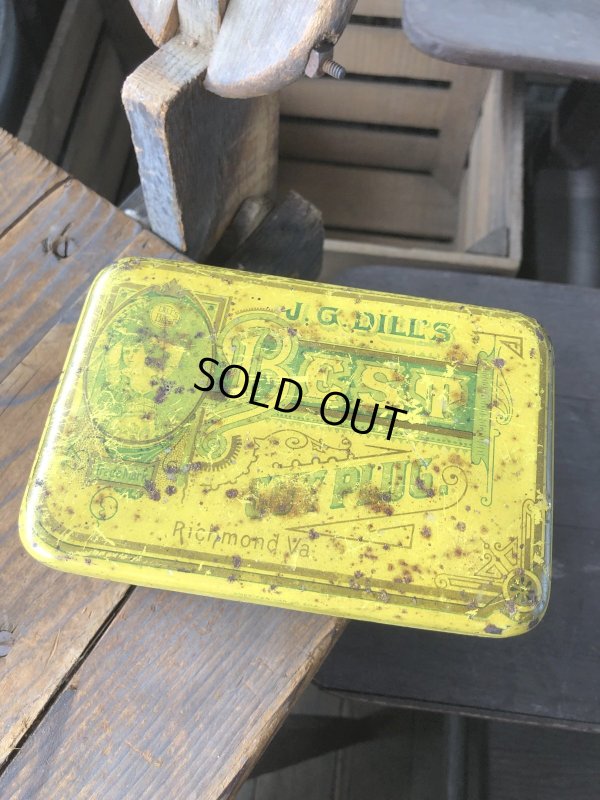 J. G. DILL'S
BEST
SOLD OUT
PLUG.
Richmond Va.